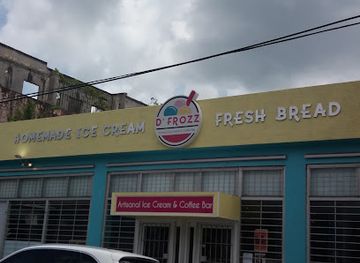 HOMEMADE ICE CREAM
D' FROZZ
FRESH BREAD
Artisanal Ice Cream & Coffee Bar